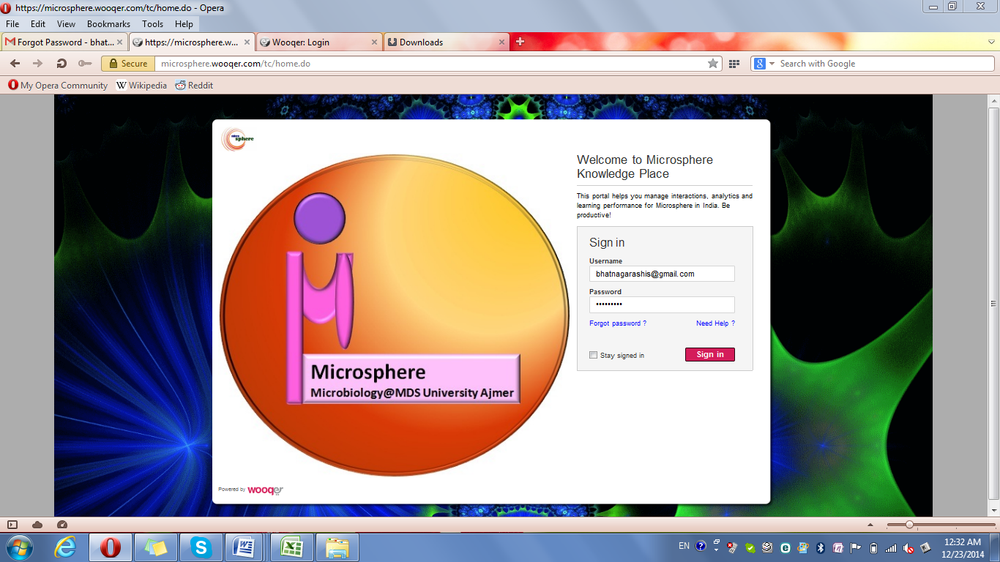 https://microsphere.wooqer.com/tc/home.do - Opera
File Edit View Bookmarks Tools Help
Forgot Password - bhat... https://microsphere.w... Wooqer: Login Downloads
Secure microsphere.wooqer.com/tc/home.do Search with Google
My Opera Community Wikipedia Reddit
micro
sphere
Welcome to Microsphere
Knowledge Place
This portal helps you manage interactions, analytics and
learning performance for Microsphere in India. Be
productive!
Sign in
Username
bhatnagarashis@gmail.com
Password
•••••••••
Forgot password ? Need Help ?
Stay signed in Sign in
Microsphere
Microbiology@MDS University Ajmer
Powered by wooqer
EN
12:32 AM
12/23/2014